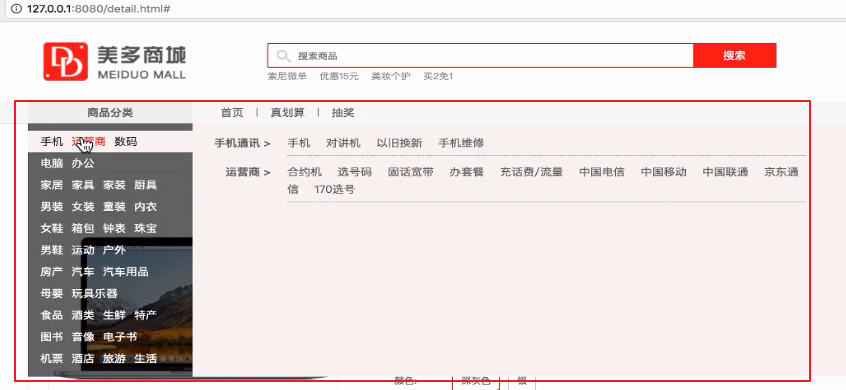 127.0.0.1:8080/detail.html#
美多商城
MEIDUO MALL
搜索商品
搜索
索尼微单 优惠15元 美妆个护 买2免1
商品分类 首页 | 真划算 | 抽奖
手机 运营商 数码
电脑 办公
家居 家具 家装 厨具
男装 女装 童装 内衣
女鞋 箱包 钟表 珠宝
男鞋 运动 户外
房产 汽车 汽车用品
母婴 玩具乐器
食品 酒类 生鲜 特产
图书 音像 电子书
机票 酒店 旅游 生活
手机通讯 > 手机 对讲机 以旧换新 手机维修
运营商 > 合约机 选号码 固话宽带 办套餐 充话费/流量 中国电信 中国移动 中国联通 京东通
信 170选号
颜色: 深灰色 银